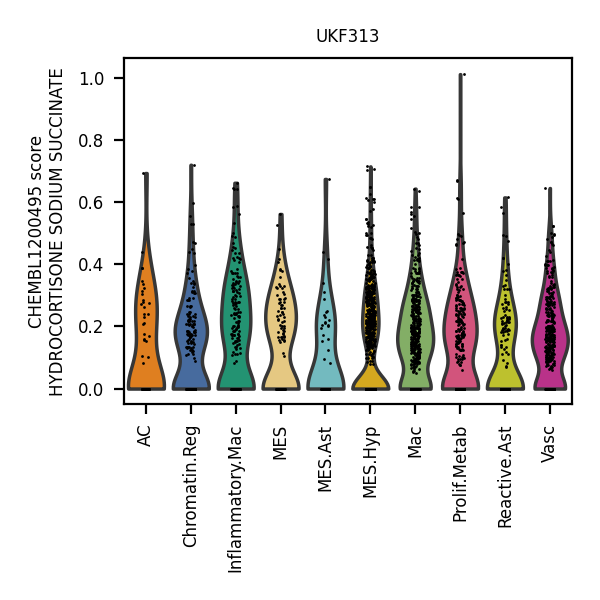 UKF313
CHEMBL1200495 score
HYDROCORTISONE SODIUM SUCCINATE
1.0
0.8
0.6
0.4
0.2
0.0
AC
Chromatin.Reg
Inflammatory.Mac
MES
MES.Ast
MES.Hyp
Mac
Prolif.Metab
Reactive.Ast
Vasc